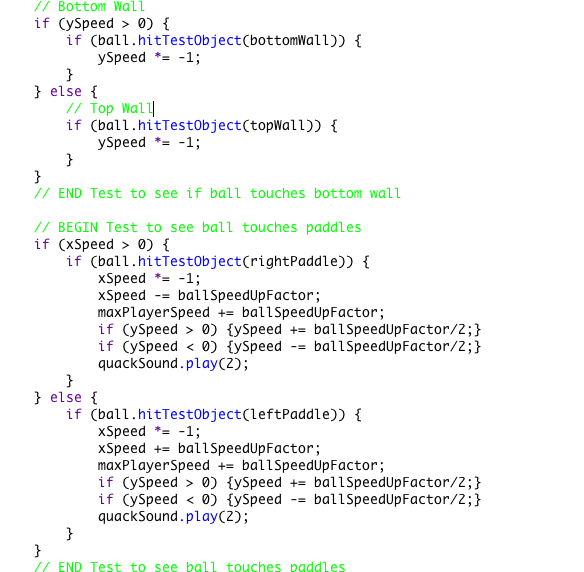 // Bottom Wall
if (ySpeed > 0) {
if (ball.hitTestObject(bottomWall)) {
ySpeed *= -1;
}
} else {
// Top Wall
if (ball.hitTestObject(topWall)) {
ySpeed *= -1;
}
}
// END Test to see if ball touches bottom wall
// BEGIN Test to see ball touches paddles
if (xSpeed > 0) {
if (ball.hitTestObject(rightPaddle)) {
xSpeed *= -1;
xSpeed -= ballSpeedUpFactor;
maxPlayerSpeed += ballSpeedUpFactor;
if (ySpeed > 0) {ySpeed += ballSpeedUpFactor/2;}
if (ySpeed < 0) {ySpeed -= ballSpeedUpFactor/2;}
quackSound.play(2);
}
} else {
if (ball.hitTestObject(leftPaddle)) {
xSpeed *= -1;
xSpeed += ballSpeedUpFactor;
maxPlayerSpeed += ballSpeedUpFactor;
if (ySpeed > 0) {ySpeed += ballSpeedUpFactor/2;}
if (ySpeed < 0) {ySpeed -= ballSpeedUpFactor/2;}
quackSound.play(2);
}
}
// END Test to see ball touches paddles